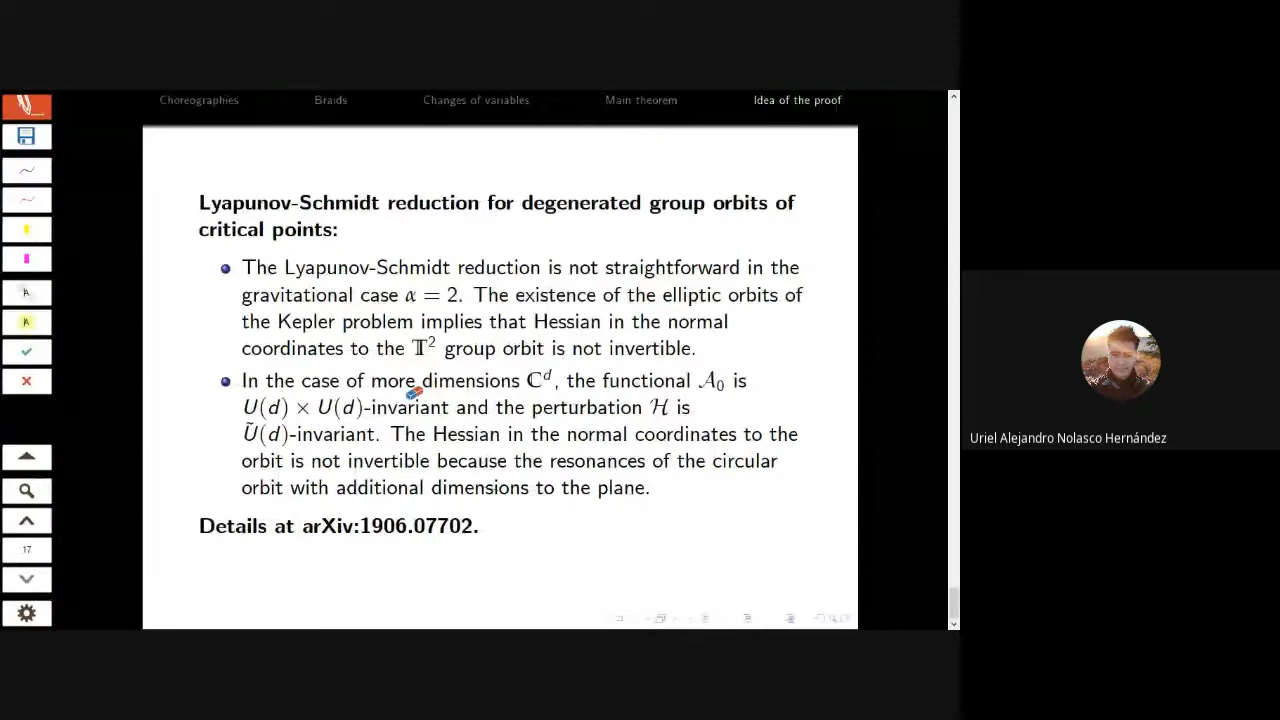 Choreographies Braids Changes of variables Main theorem Idea of the proof
Lyapunov-Schmidt reduction for degenerated group orbits of
critical points:
The Lyapunov-Schmidt reduction is not straightforward in the
gravitational case α = 2. The existence of the elliptic orbits of
the Kepler problem implies that Hessian in the normal
coordinates to the 𝕋² group orbit is not invertible.
In the case of more dimensions ℂᵈ, the functional 𝒜₀ is
U(d) × U(d)-invariant and the perturbation ℋ is
Ũ(d)-invariant. The Hessian in the normal coordinates to the
orbit is not invertible because the resonances of the circular
orbit with additional dimensions to the plane.
Details at arXiv:1906.07702.
A
A
17
Uriel Alejandro Nolasco Hernández